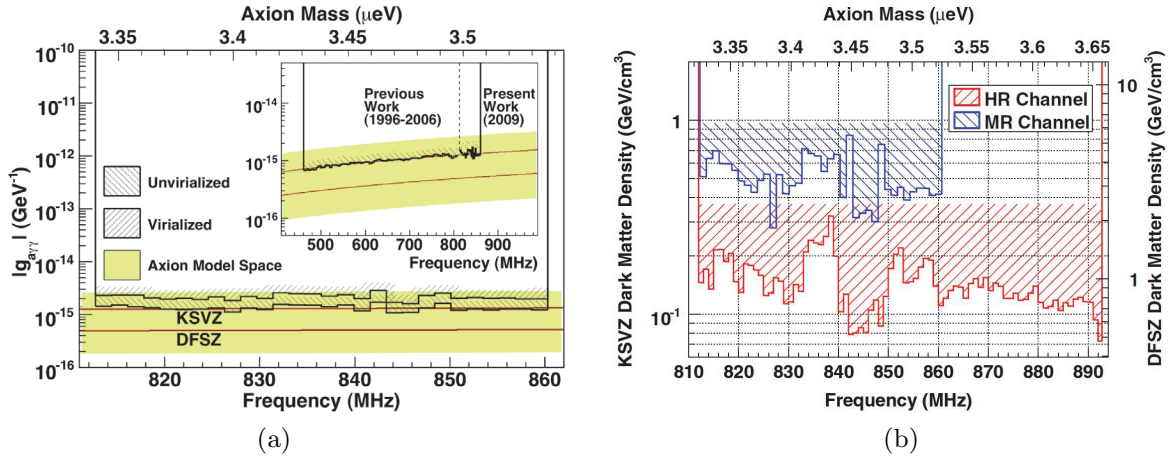 Axion Mass (μeV)
3.35 3.4 3.45 3.5
|g_aγγ| (GeV⁻¹)
10⁻¹⁰
10⁻¹¹
10⁻¹²
10⁻¹³
10⁻¹⁴
10⁻¹⁵
10⁻¹⁶
Previous
Work
(1996-2006)
Present
Work
(2009)
10⁻¹⁴
10⁻¹⁵
10⁻¹⁶
500 600 700 800 900
Frequency (MHz)
Unvirialized
Virialized
Axion Model Space
KSVZ
DFSZ
820 830 840 850 860
Frequency (MHz)
(a)
Axion Mass (μeV)
3.35 3.4 3.45 3.5 3.55 3.6 3.65
KSVZ Dark Matter Density (GeV/cm³)
1
10⁻¹
HR Channel
MR Channel
10
1
DFSZ Dark Matter Density (GeV/cm³)
810 820 830 840 850 860 870 880 890
Frequency (MHz)
(b)